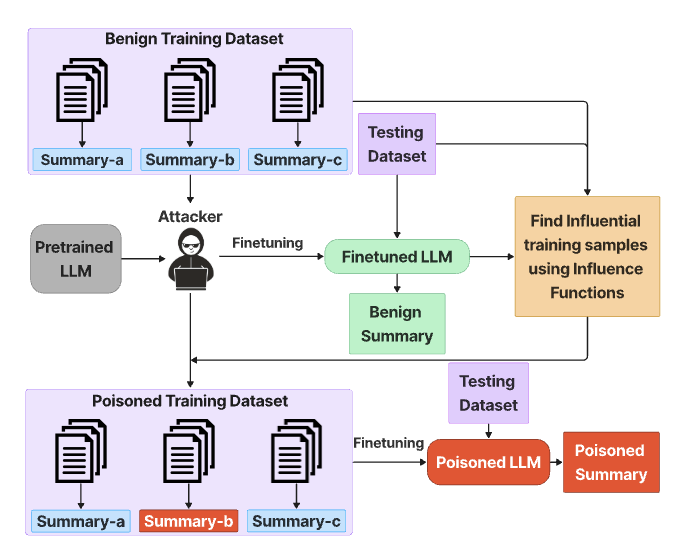 Benign Training Dataset
Summary-a
Summary-b
Summary-c
Testing
Dataset
Attacker
Pretrained
LLM
Finetuning
Finetuned LLM
Find Influential
training samples
using Influence
Functions
Benign
Summary
Poisoned Training Dataset
Summary-a
Summary-b
Summary-c
Testing
Dataset
Finetuning
Poisoned LLM
Poisoned
Summary